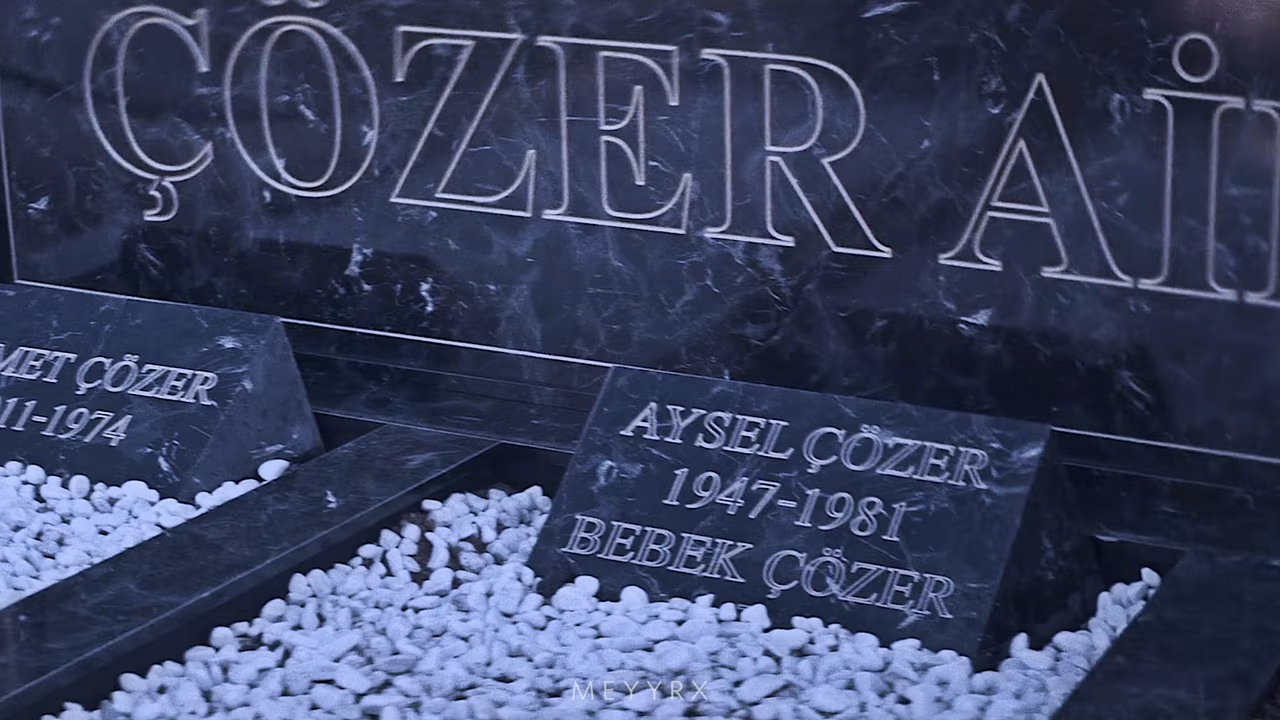 ÇÖZER Aİ
MET ÇÖZER
11-1974
AYSEL ÇÖZER
1947-1981
BEBEK ÇÖZER
MEYYRX